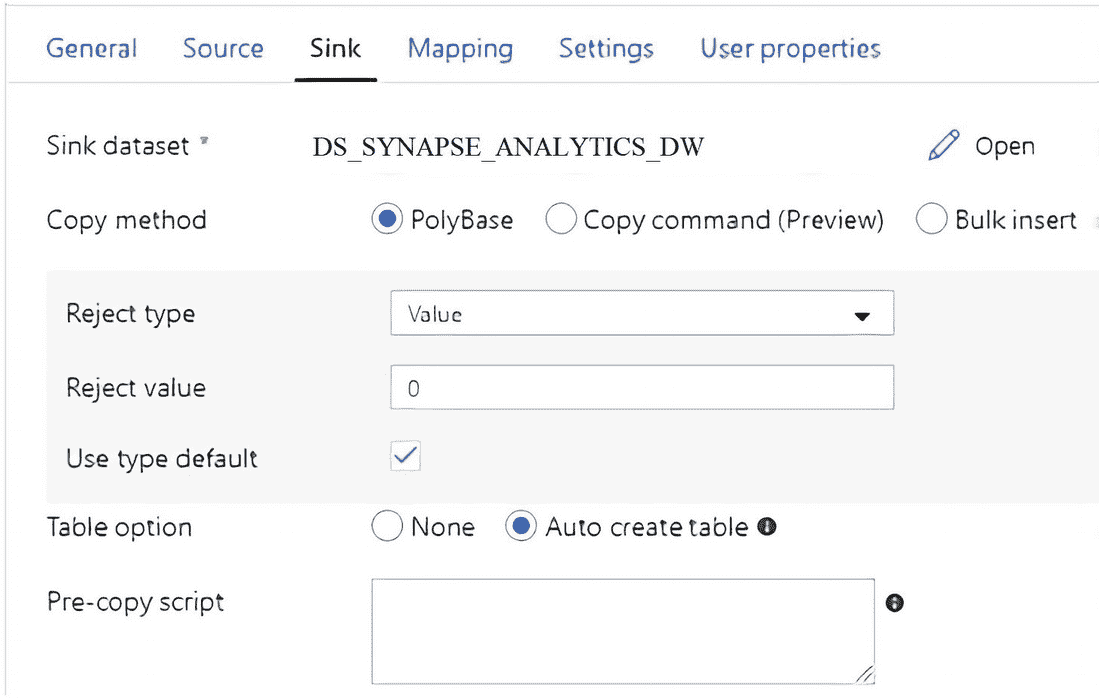 General Source Sink Mapping Settings User properties
Sink dataset * DS_SYNAPSE_ANALYTICS_DW Open
Copy method PolyBase Copy command (Preview) Bulk insert
Reject type Value
Reject value 0
Use type default
Table option None Auto create table
Pre-copy script